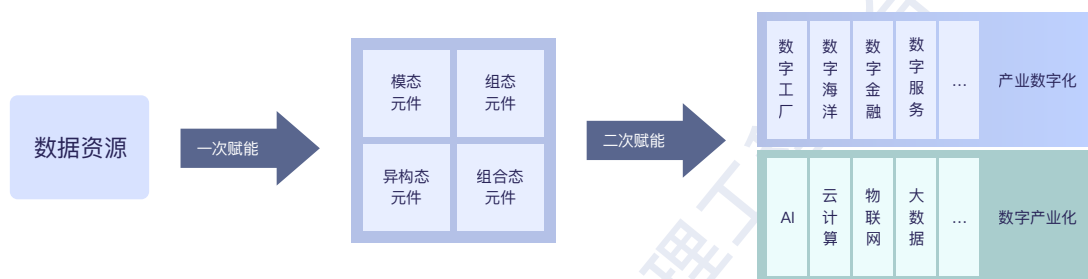 数据资源
一次赋能
模态
元件
组态
元件
异构态
元件
组合态
元件
二次赋能
数字工厂
数字海洋
数字金融
数字服务
…
产业数字化
AI
云计算
物联网
大数据
…
数字产业化
理工